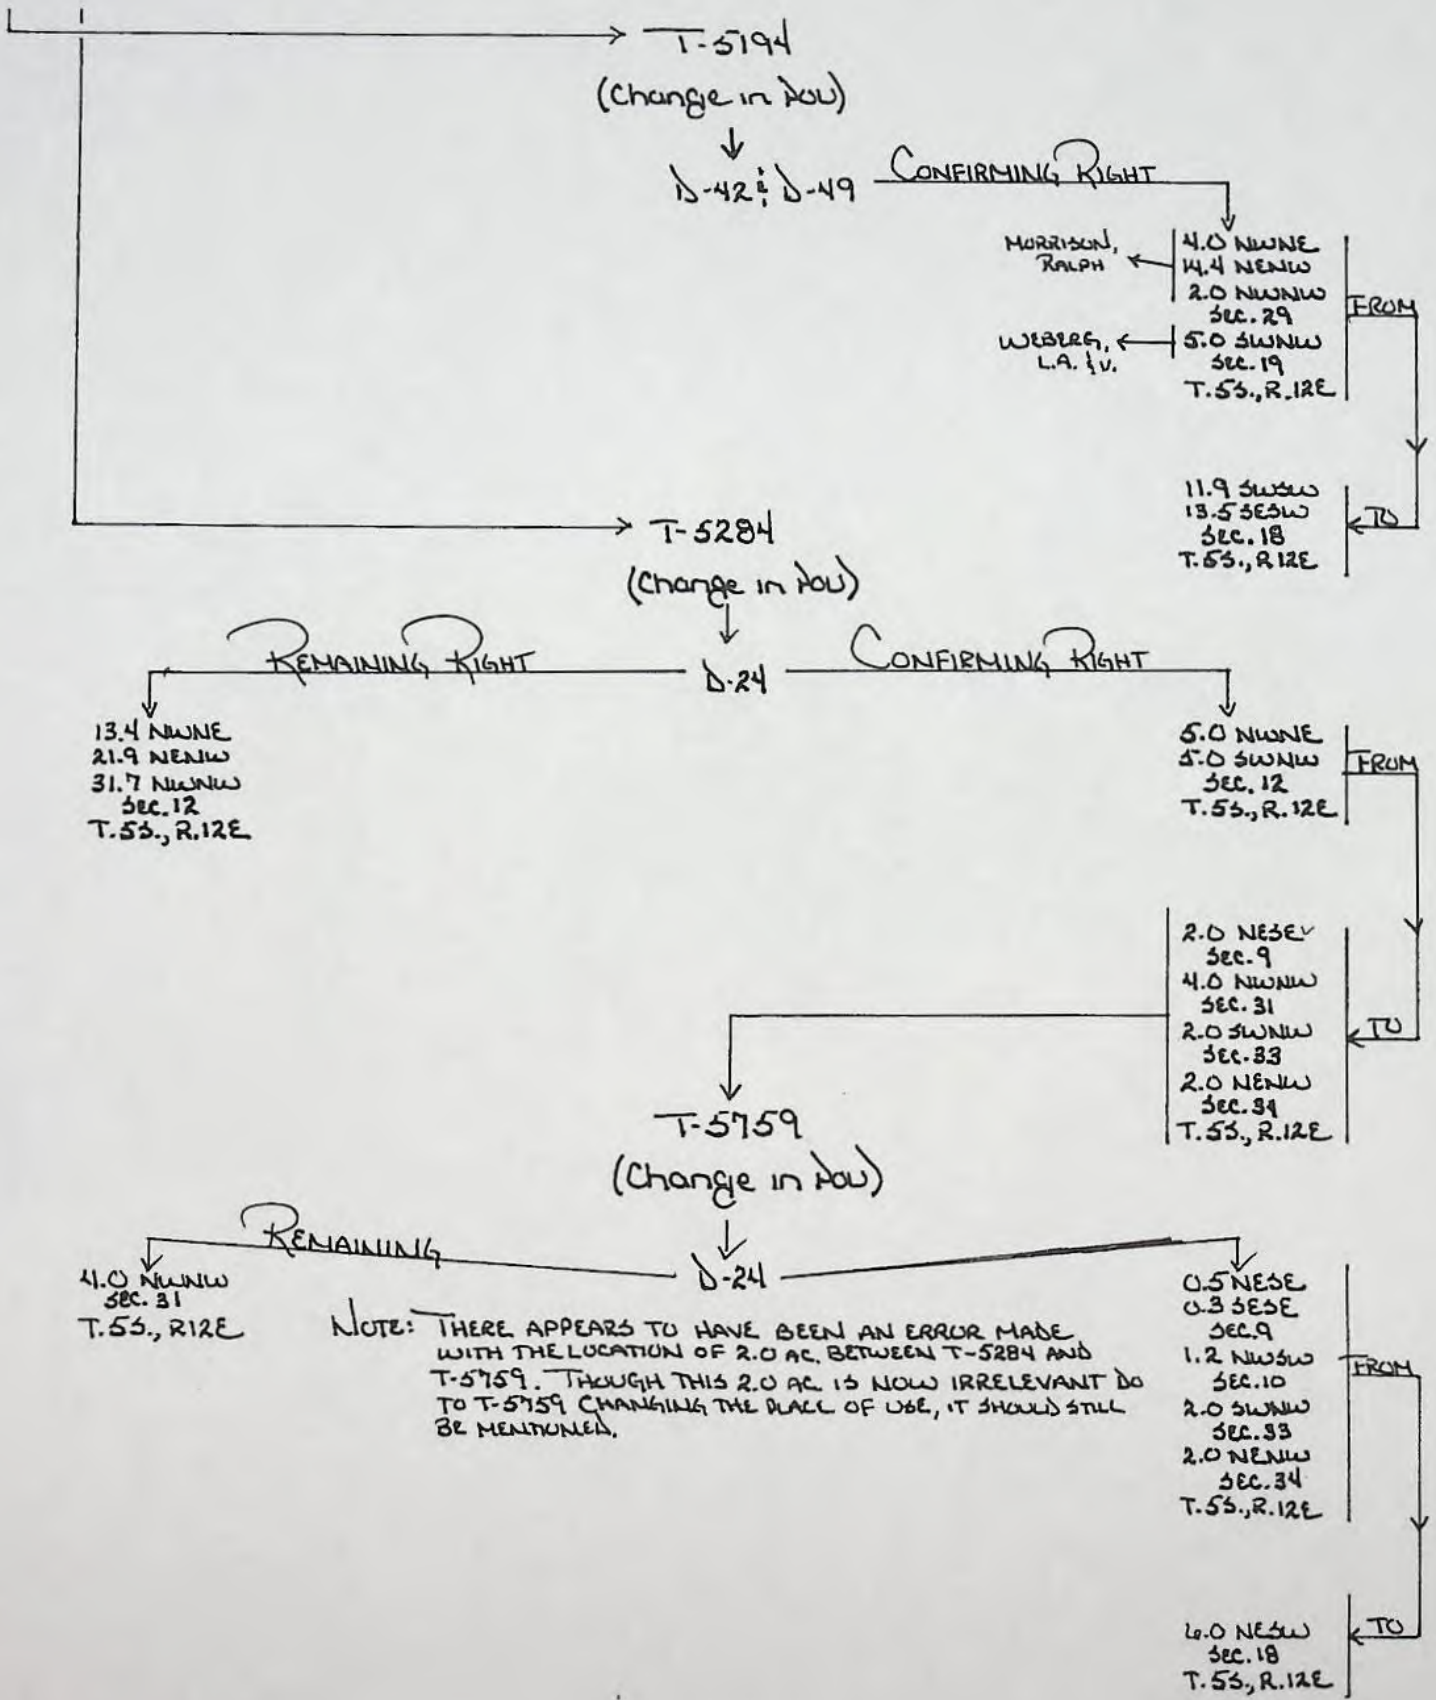 T-5194
(Change in POU)
D-42 & D-49
CONFIRMING RIGHT
MORRISON,
RALPH
4.0 NWNE
14.4 NENW
2.0 NWNW
SEC. 29
WEBERG,
L.A. & V.
5.0 SWNW
SEC. 19
T.5S., R.12E
FROM
11.9 SWSW
13.5 SESW
SEC. 18
T.5S., R.12E
TO
T-5284
(Change in POU)
REMAINING RIGHT
D-24
CONFIRMING RIGHT
13.4 NWNE
21.9 NENW
31.7 NWNW
SEC. 12
T.5S., R.12E
5.0 NWNE
5.0 SWNW
SEC. 12
T.5S., R.12E
FROM
2.0 NESE
SEC. 9
4.0 NWNW
SEC. 31
2.0 SWNW
SEC. 33
2.0 NENW
SEC. 34
T.5S., R.12E
TO
T-5759
(Change in POU)
REMAINING
D-24
4.0 NWNW
SEC. 31
T.5S., R12E
NOTE: THERE APPEARS TO HAVE BEEN AN ERROR MADE
WITH THE LOCATION OF 2.0 AC. BETWEEN T-5284 AND
T-5759. THOUGH THIS 2.0 AC. IS NOW IRRELEVANT DO
TO T-5759 CHANGING THE PLACE OF USE, IT SHOULD STILL
BE MENTIONED.
0.5 NESE
0.3 SESE
SEC. 9
1.2 NWSW
SEC. 10
2.0 SWNW
SEC. 33
2.0 NENW
SEC. 34
T.5S., R.12E
FROM
6.0 NESW
SEC. 18
T.5S., R.12E
TO